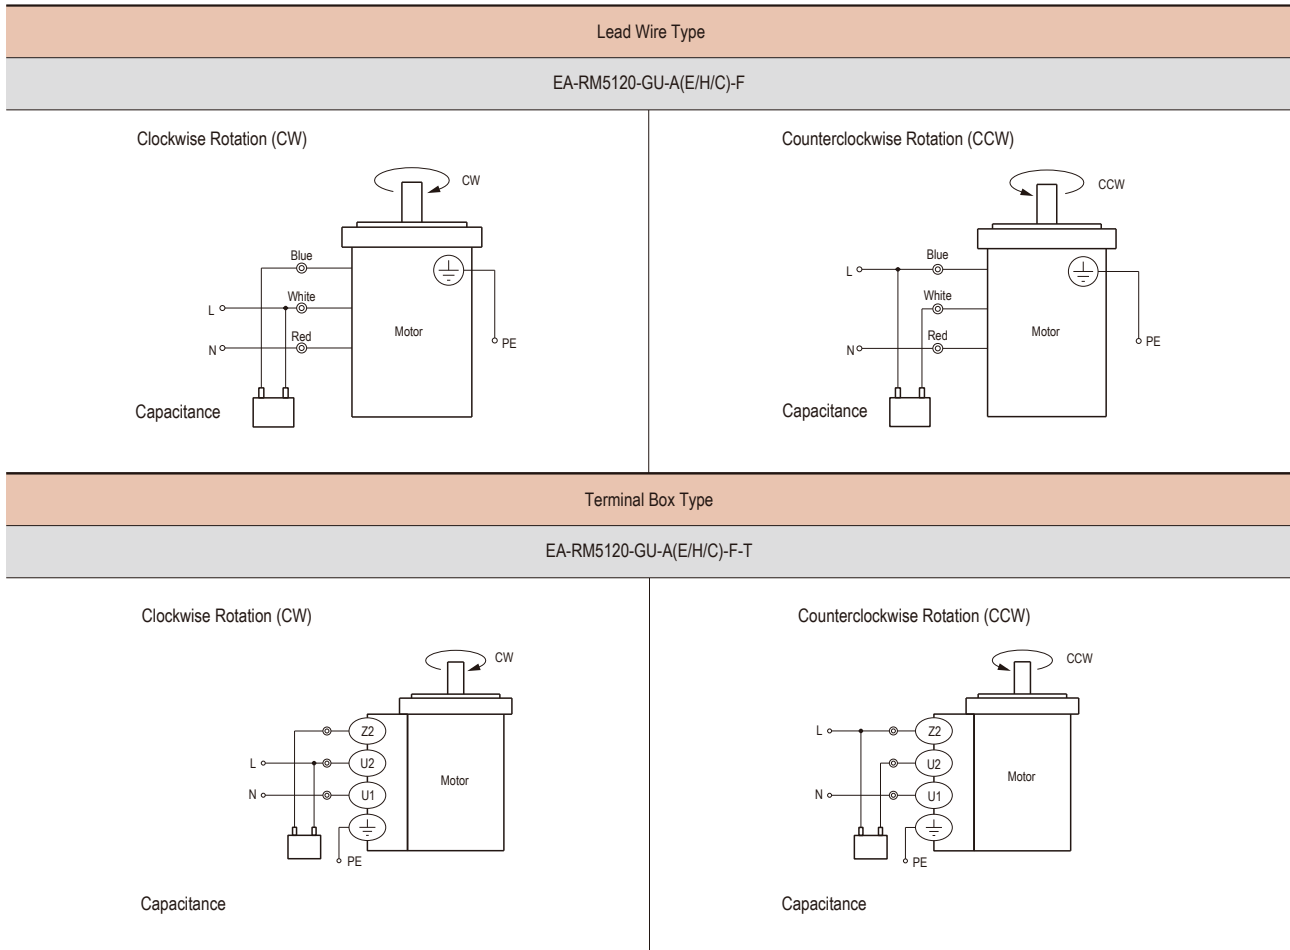 Lead Wire Type
EA-RM5120-GU-A(E/H/C)-F
Clockwise Rotation (CW)
CW
Blue
White
L
Red
N
Motor
PE
Capacitance
Counterclockwise Rotation (CCW)
CCW
Blue
L
White
Red
N
Motor
PE
Capacitance
Terminal Box Type
EA-RM5120-GU-A(E/H/C)-F-T
Clockwise Rotation (CW)
CW
Z2
L
U2
N
U1
Motor
PE
Capacitance
Counterclockwise Rotation (CCW)
CCW
L
Z2
U2
N
U1
Motor
PE
Capacitance